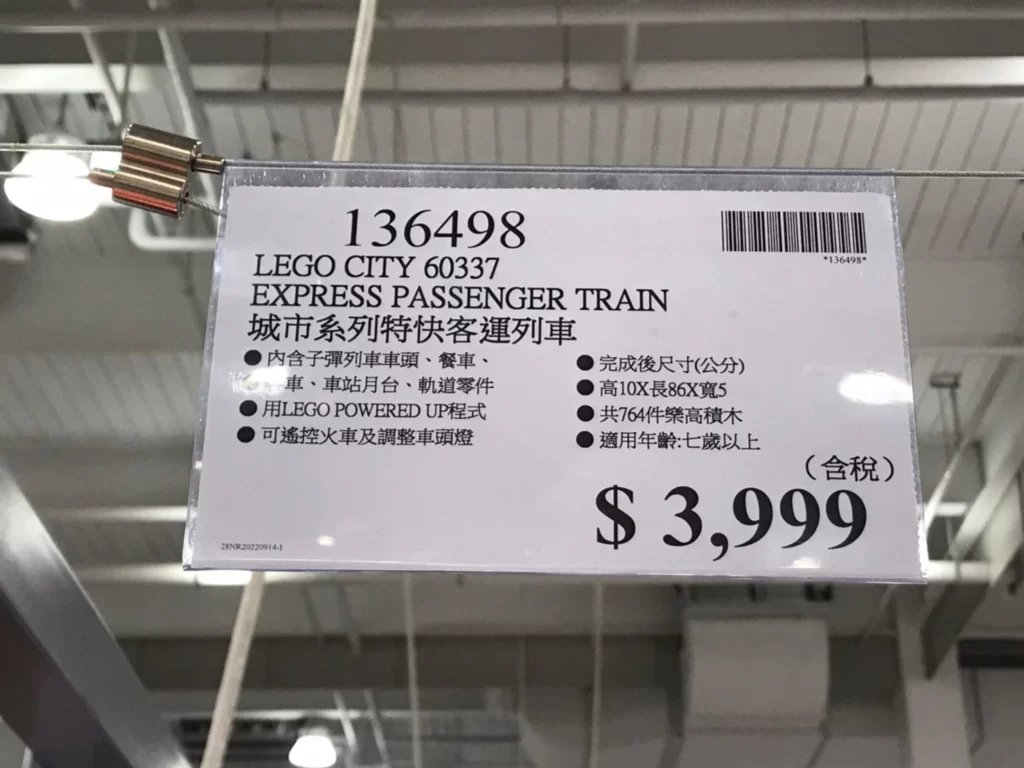 136498
*136498*
LEGO CITY 60337
EXPRESS PASSENGER TRAIN
城市系列特快客運列車
●內含子彈列車車頭、餐車、
車、車站月台、軌道零件
●用LEGO POWERED UP程式
●可遙控火車及調整車頭燈
●完成後尺寸(公分)
●高10X長86X寬5
●共764件樂高積木
●適用年齡:七歲以上
(含稅)
$ 3,999
28NR20220914-1